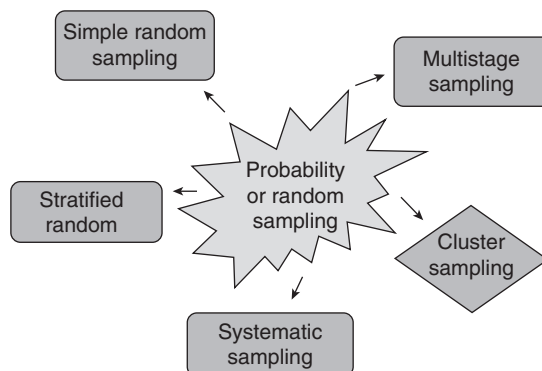 Simple random
sampling
Multistage
sampling
Probability
or random
sampling
Stratified
random
Cluster
sampling
Systematic
sampling